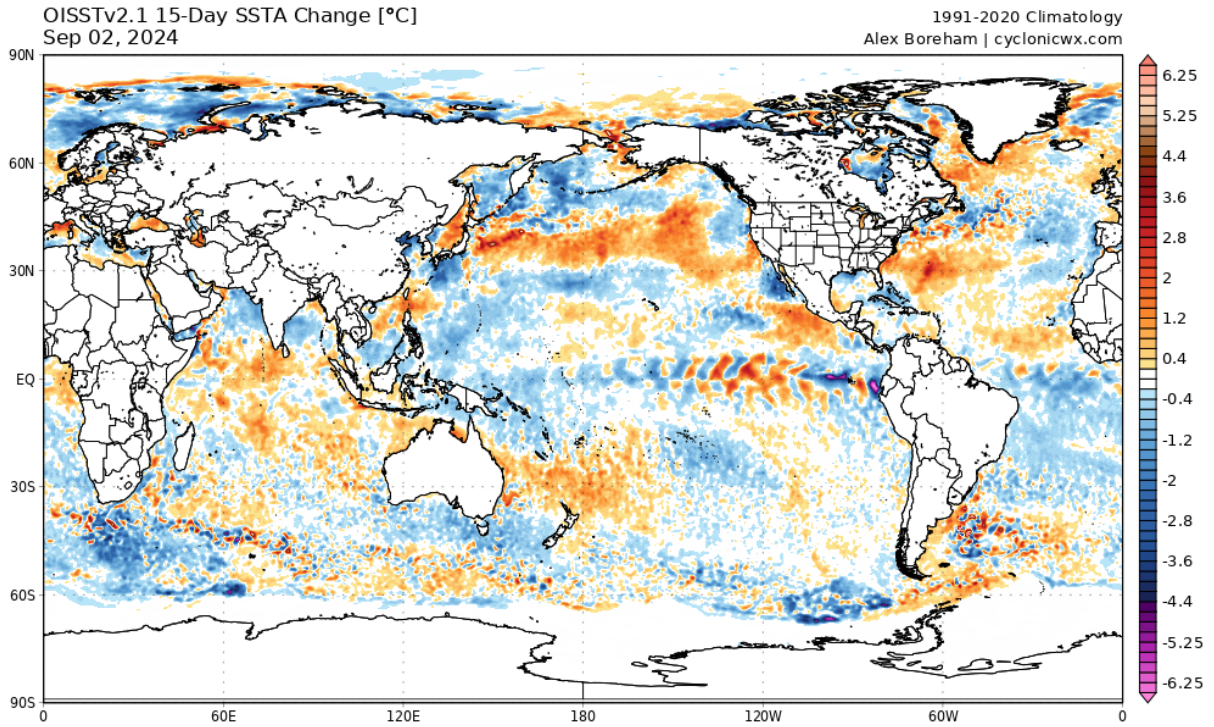 OISSTv2.1 15-Day SSTA Change [°C]
Sep 02, 2024
1991-2020 Climatology
Alex Boreham | cyclonicwx.com
90N
60N
30N
EQ
30S
60S
90S
0
60E
120E
180
120W
60W
0
6.25
5.25
4.4
3.6
2.8
2
1.2
0.4
-0.4
-1.2
-2
-2.8
-3.6
-4.4
-5.25
-6.25